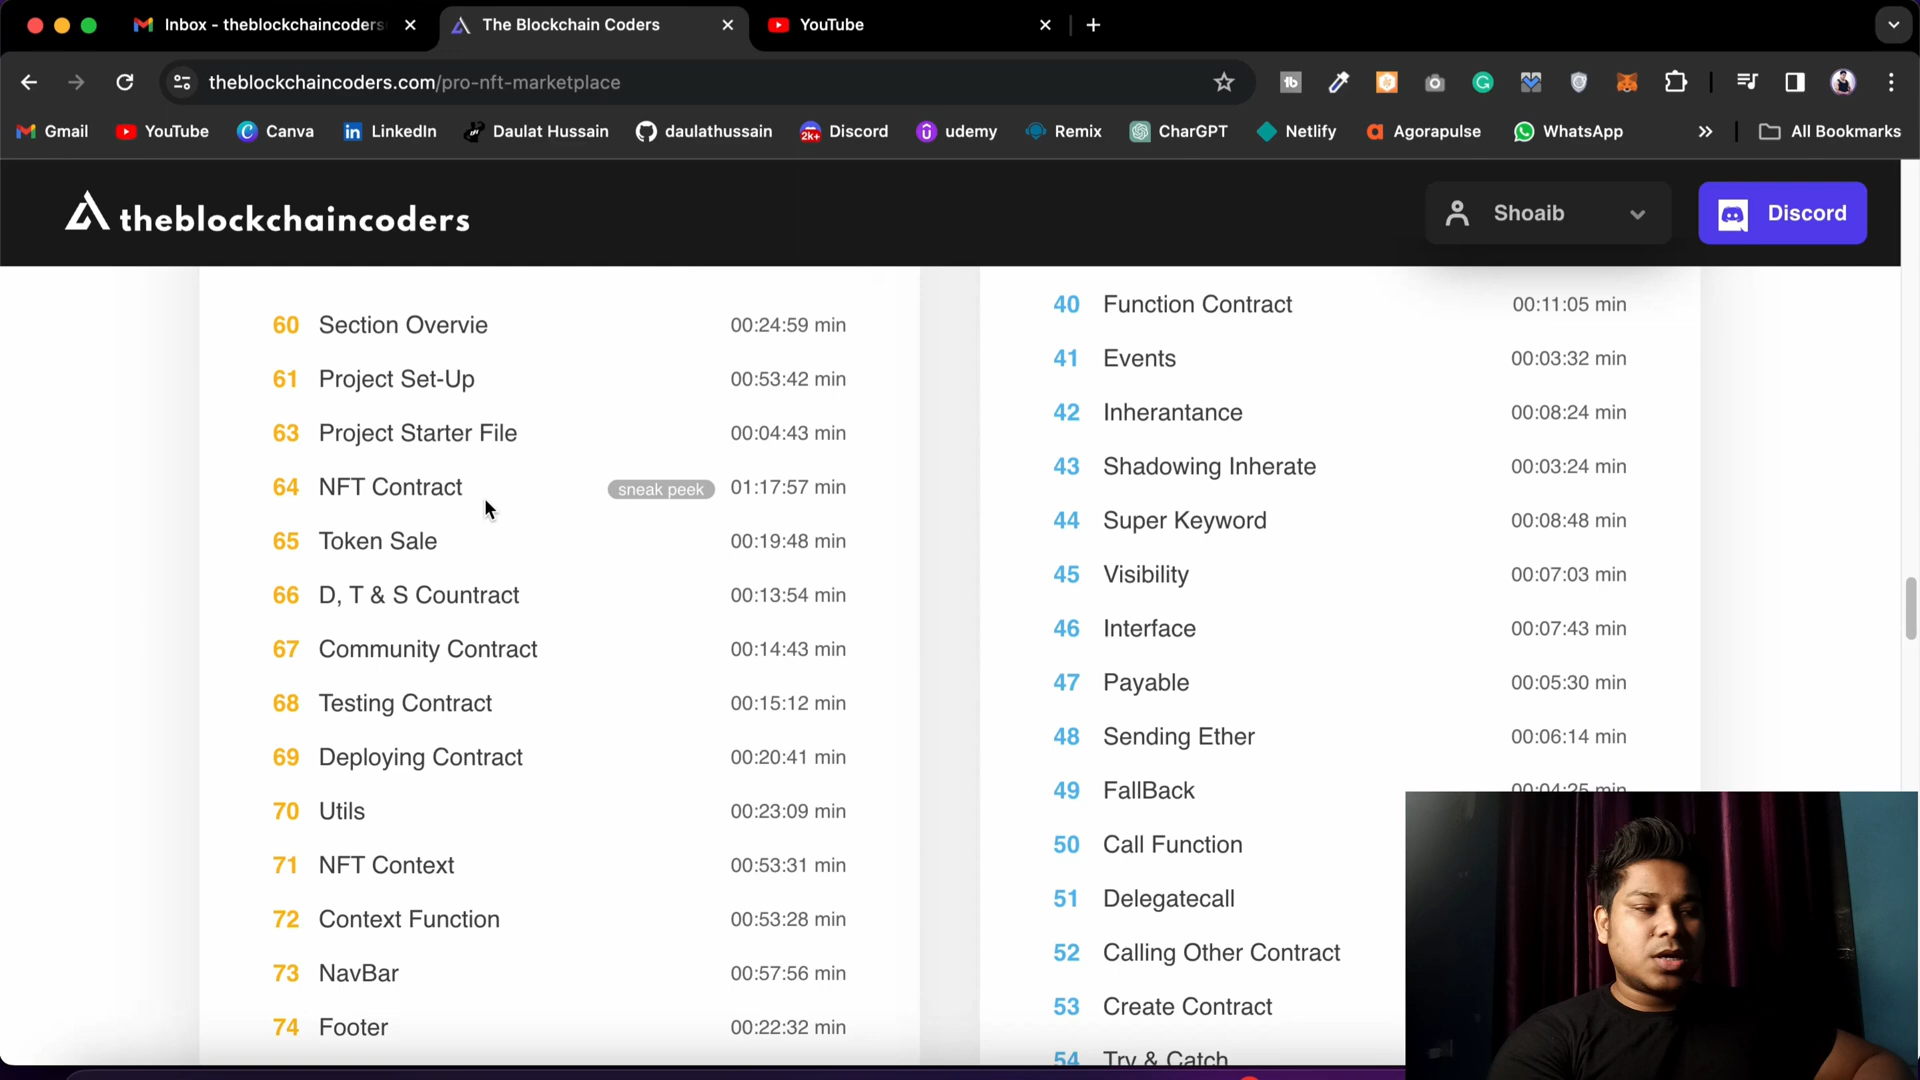 Inbox - theblockchaincoders
The Blockchain Coders
YouTube
theblockchaincoders.com/pro-nft-marketplace
Gmail
YouTube
Canva
LinkedIn
Daulat Hussain
daulathussain
2K+
Discord
udemy
Remix
CharGPT
Netlify
Agorapulse
WhatsApp
All Bookmarks
theblockchaincoders
Shoaib
Discord
60 Section Overvie 00:24:59 min
61 Project Set-Up 00:53:42 min
63 Project Starter File 00:04:43 min
64 NFT Contract sneak peek 01:17:57 min
65 Token Sale 00:19:48 min
66 D, T & S Countract 00:13:54 min
67 Community Contract 00:14:43 min
68 Testing Contract 00:15:12 min
69 Deploying Contract 00:20:41 min
70 Utils 00:23:09 min
71 NFT Context 00:53:31 min
72 Context Function 00:53:28 min
73 NavBar 00:57:56 min
74 Footer 00:22:32 min
40 Function Contract 00:11:05 min
41 Events 00:03:32 min
42 Inherantance 00:08:24 min
43 Shadowing Inherate 00:03:24 min
44 Super Keyword 00:08:48 min
45 Visibility 00:07:03 min
46 Interface 00:07:43 min
47 Payable 00:05:30 min
48 Sending Ether 00:06:14 min
49 FallBack 00:04:25 min
50 Call Function
51 Delegatecall
52 Calling Other Contract
53 Create Contract
54 Try & Catch